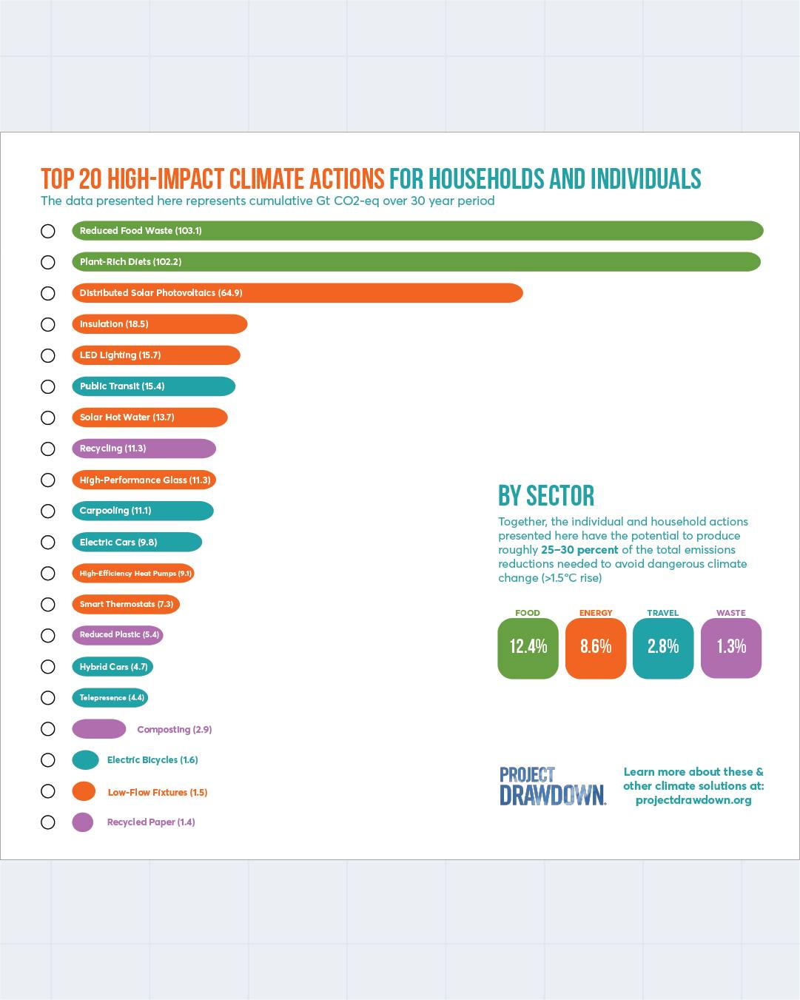 TOP 20 HIGH-IMPACT CLIMATE ACTIONS FOR HOUSEHOLDS AND INDIVIDUALS
The data presented here represents cumulative Gt CO2-eq over 30 year period
Reduced Food Waste (103.1)
Plant-Rich Diets (102.2)
Distributed Solar Photovoltaics (64.9)
Insulation (18.5)
LED Lighting (15.7)
Public Transit (15.4)
Solar Hot Water (13.7)
Recycling (11.3)
High-Performance Glass (11.3)
Carpooling (11.1)
Electric Cars (9.8)
High-Efficiency Heat Pumps (9.1)
Smart Thermostats (7.3)
Reduced Plastic (5.4)
Hybrid Cars (4.7)
Telepresence (4.4)
Composting (2.9)
Electric Bicycles (1.6)
Low-Flow Fixtures (1.5)
Recycled Paper (1.4)
BY SECTOR
Together, the individual and household actions
presented here have the potential to produce
roughly 25–30 percent of the total emissions
reductions needed to avoid dangerous climate
change (>1.5°C rise)
FOOD ENERGY TRAVEL WASTE
12.4% 8.6% 2.8% 1.3%
PROJECT
DRAWDOWN.
Learn more about these &
other climate solutions at:
projectdrawdown.org